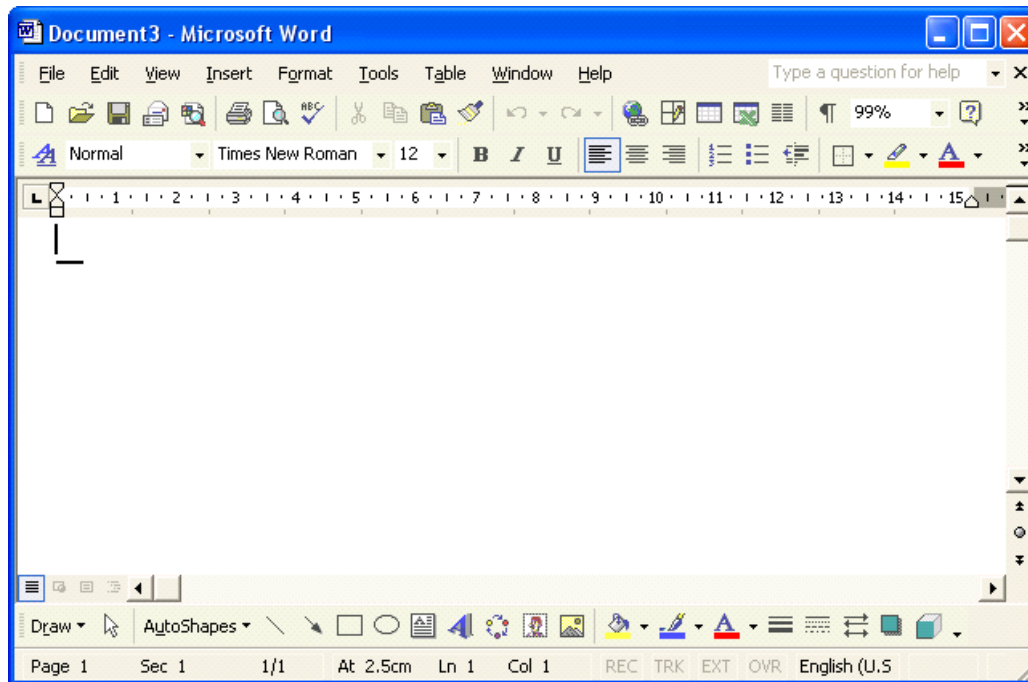 Document3 - Microsoft Word
File Edit View Insert Format Tools Table Window Help Type a question for help
ABC 99%
Normal Times New Roman 12 B I U A
1 2 3 4 5 6 7 8 9 10 11 12 13 14 15
Draw AutoShapes A
Page 1 Sec 1 1/1 At 2.5cm Ln 1 Col 1 REC TRK EXT OVR English (U.S